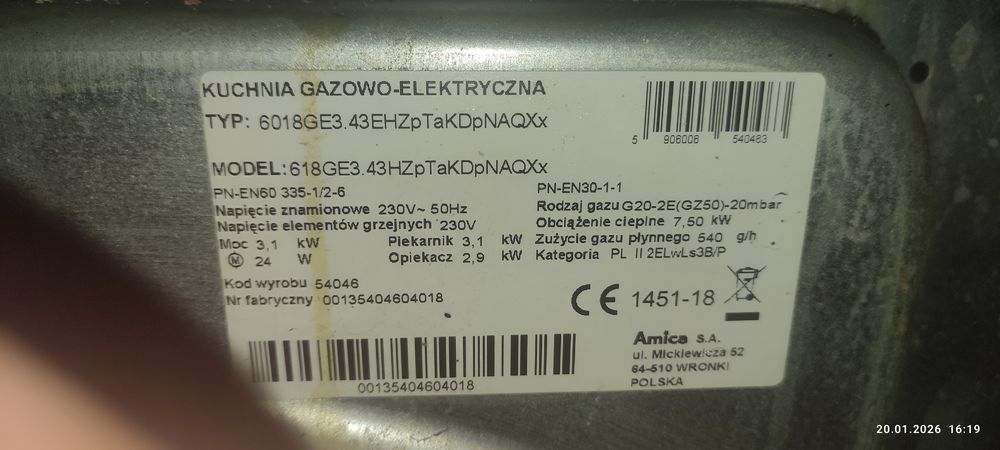 KUCHNIA GAZOWO-ELEKTRYCZNA
TYP: 6018GE3.43EHZpTaKDpNAQXx
5 906006 540463
MODEL: 618GE3.43HZpTaKDpNAQXx
PN-EN60 335-1/2-6
Napięcie znamionowe 230V~ 50Hz
Napięcie elementów grzejnych 230V
Moc 3,1 kW Piekarnik 3,1 kW
M 24 W Opiekacz 2,9 kW
PN-EN30-1-1
Rodzaj gazu G20-2E(GZ50)-20mbar
Obciążenie cieplne 7,50 kW
Zużycie gazu płynnego 540 g/h
Kategoria PL II 2ELwLs3B/P
Kod wyrobu 54046
Nr fabryczny 00135404604018
CE 1451-18
00135404604018
Amica S.A.
ul. Mickiewicza 52
64-510 WRONKI
POLSKA
20.01.2026 16:19